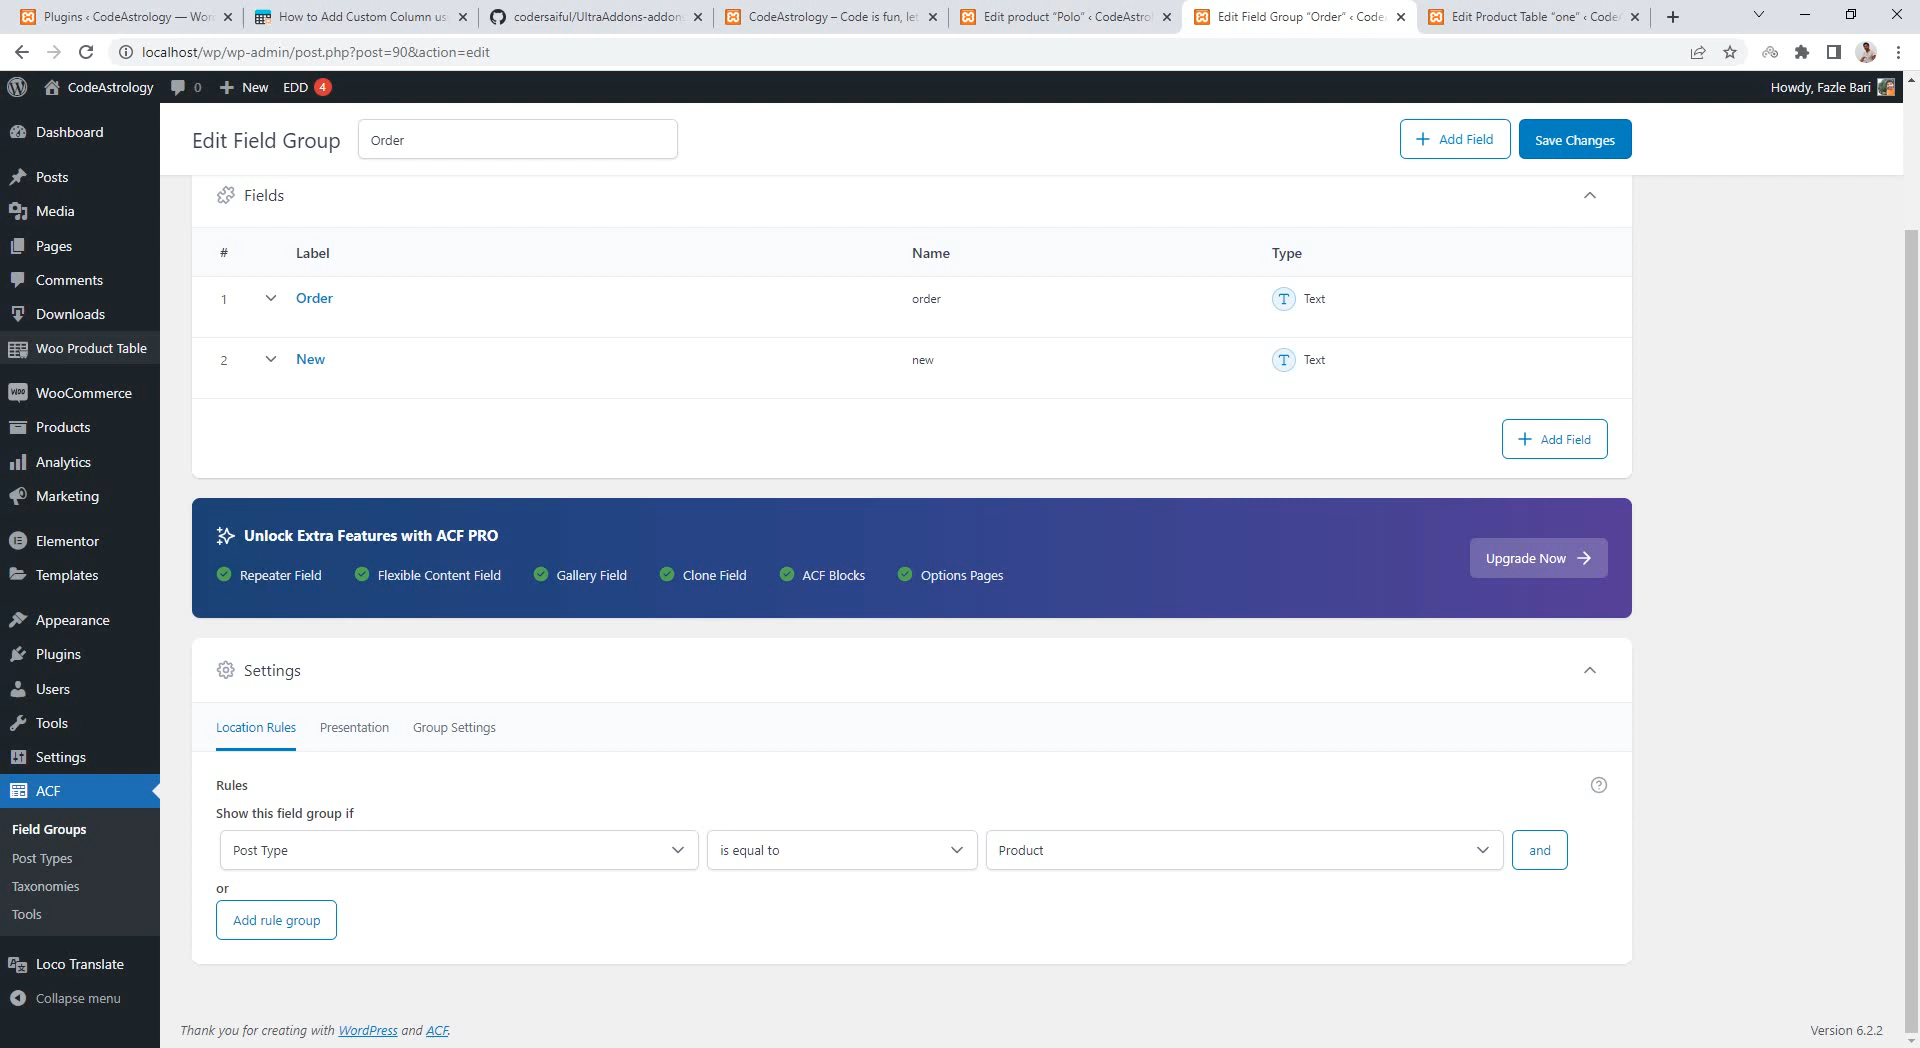 Plugins ‹ CodeAstrology — Wor
How to Add Custom Column us
codersaiful/UltraAddons-addon
CodeAstrology – Code is fun, let
Edit product “Polo” ‹ CodeAstrol
Edit Field Group “Order” ‹ Code
Edit Product Table “one” ‹ Code
localhost/wp/wp-admin/post.php?post=90&action=edit
CodeAstrology
0
New
EDD
4
Howdy, Fazle Bari
Dashboard
Posts
Media
Pages
Comments
Downloads
Woo Product Table
WooCommerce
Products
Analytics
Marketing
Elementor
Templates
Appearance
Plugins
Users
Tools
Settings
ACF
Field Groups
Post Types
Taxonomies
Tools
Loco Translate
Collapse menu
Edit Field Group
Order
+ Add Field
Save Changes
Fields
# Label Name Type
1 Order order T Text
2 New new T Text
+ Add Field
Unlock Extra Features with ACF PRO
Repeater Field
Flexible Content Field
Gallery Field
Clone Field
ACF Blocks
Options Pages
Upgrade Now →
Settings
Location Rules
Presentation
Group Settings
Rules
?
Show this field group if
Post Type
is equal to
Product
and
or
Add rule group
Thank you for creating with WordPress and ACF.
Version 6.2.2